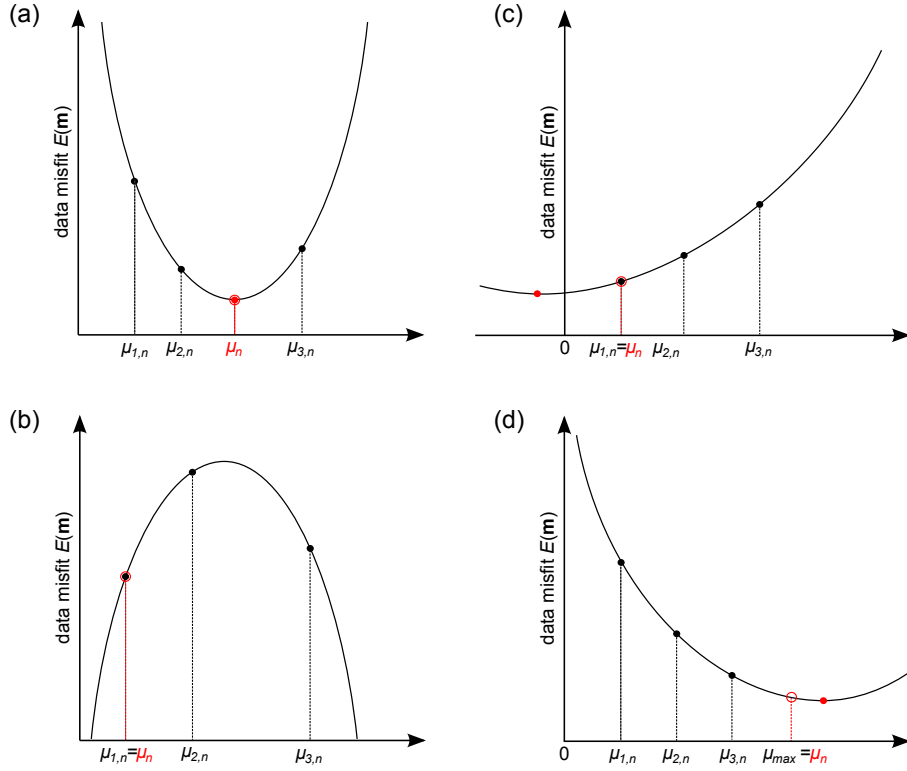 (a)
data misfit E(m)
μ1,n μ2,n μn μ3,n
(c)
data misfit E(m)
0 μ1,n=μn μ2,n μ3,n
(b)
data misfit E(m)
μ1,n=μn μ2,n μ3,n
(d)
data misfit E(m)
0 μ1,n μ2,n μ3,n μmax =μn